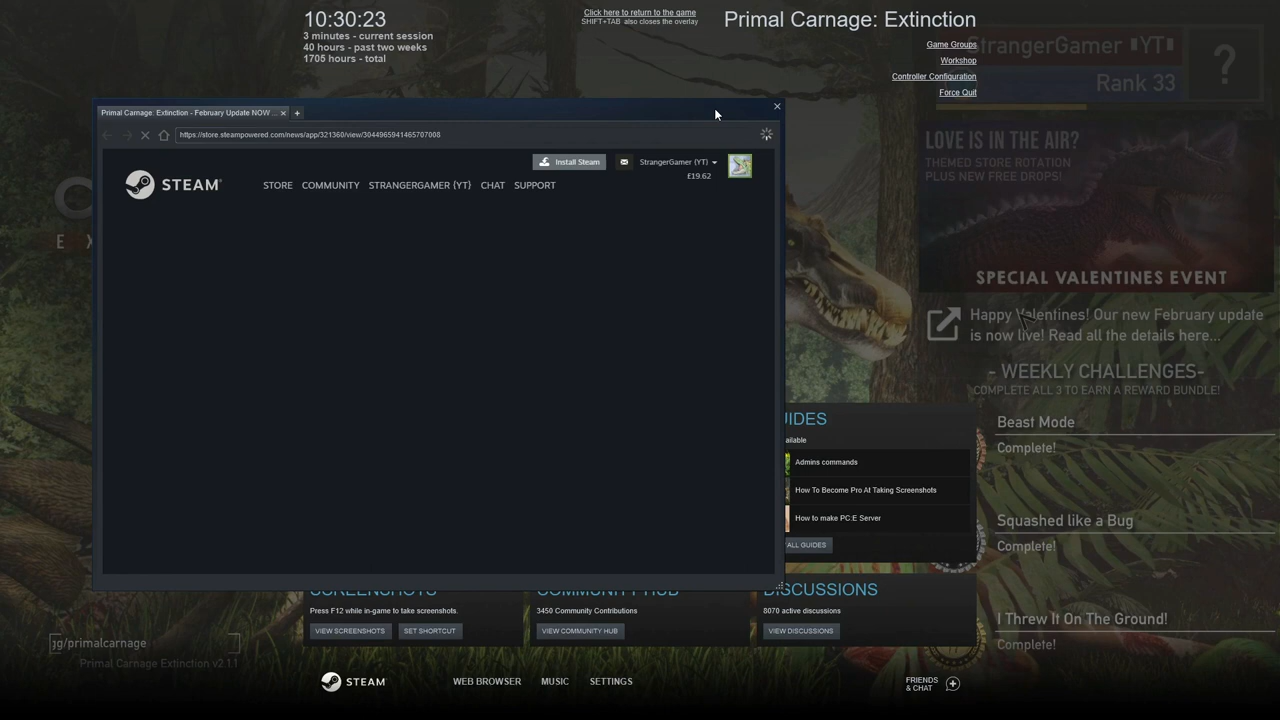 10:30:23
3 minutes - current session
40 hours - past two weeks
1705 hours - total
Click here to return to the game
SHIFT+TAB also closes the overlay
Primal Carnage: Extinction
Game Groups
Workshop
Controller Configuration
Force Quit
StrangerGamer [YT]
Rank 33
?
Primal Carnage: Extinction - February Update NOW ...
https://store.steampowered.com/news/app/321360/view/3044965941465707008
Install Steam
StrangerGamer (YT)
£19.62
STEAM
STORE COMMUNITY STRANGERGAMER (YT) CHAT SUPPORT
LOVE IS IN THE AIR?
THEMED STORE ROTATION
PLUS NEW FREE DROPS!
SPECIAL VALENTINES EVENT
Happy Valentines! Our new February update
is now live! Read all the details here...
- WEEKLY CHALLENGES-
COMPLETE ALL 3 TO EARN A REWARD BUNDLE!
Beast Mode
Complete!
Squashed like a Bug
Complete!
I Threw It On The Ground!
Complete!
UIDES
ailable
Admins commands
How To Become Pro At Taking Screenshots
How to make PC:E Server
ALL GUIDES
SCREENSHOTS
Press F12 while in-game to take screenshots.
VIEW SCREENSHOTS SET SHORTCUT
COMMUNITY HUB
3450 Community Contributions
VIEW COMMUNITY HUB
DISCUSSIONS
8070 active discussions
VIEW DISCUSSIONS
gg/primalcarnage
Primal Carnage Extinction v2.1.1
STEAM
WEB BROWSER MUSIC SETTINGS
FRIENDS
& CHAT